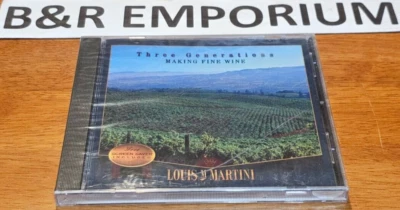 B&R EMPORIUM
Three Generations
MAKING FINE WINE
LOUIS M MARTINI